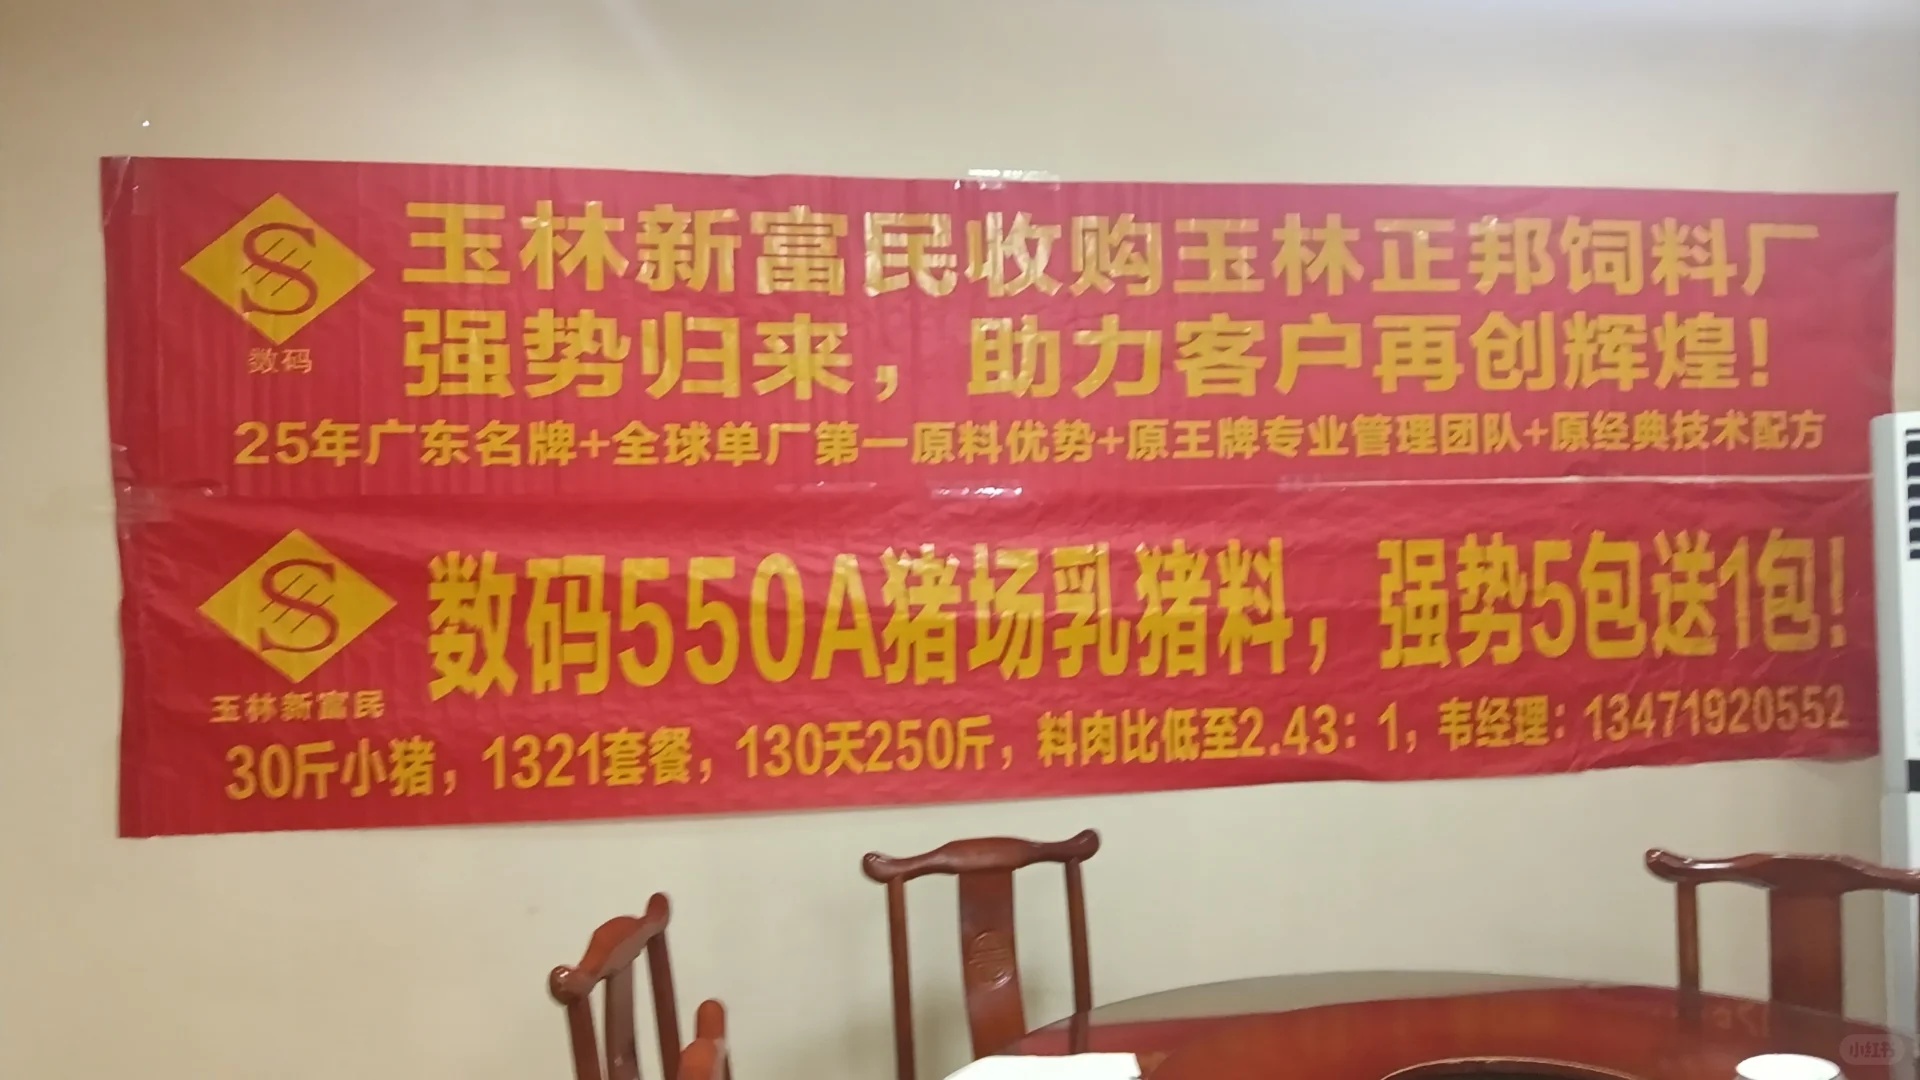 玉林新富民收购玉林正邦饲料厂
数码
强势归来，助力客户再创辉煌！
25年广东名牌+全球单厂第一原料优势+原王牌专业管理团队+原经典技术配方
数码550A猪场乳猪料，强势5包送1包！
玉林新富民
30斤小猪，1321套餐，130天250斤，料肉比低至2.43：1，韦经理：13471920552
小红书